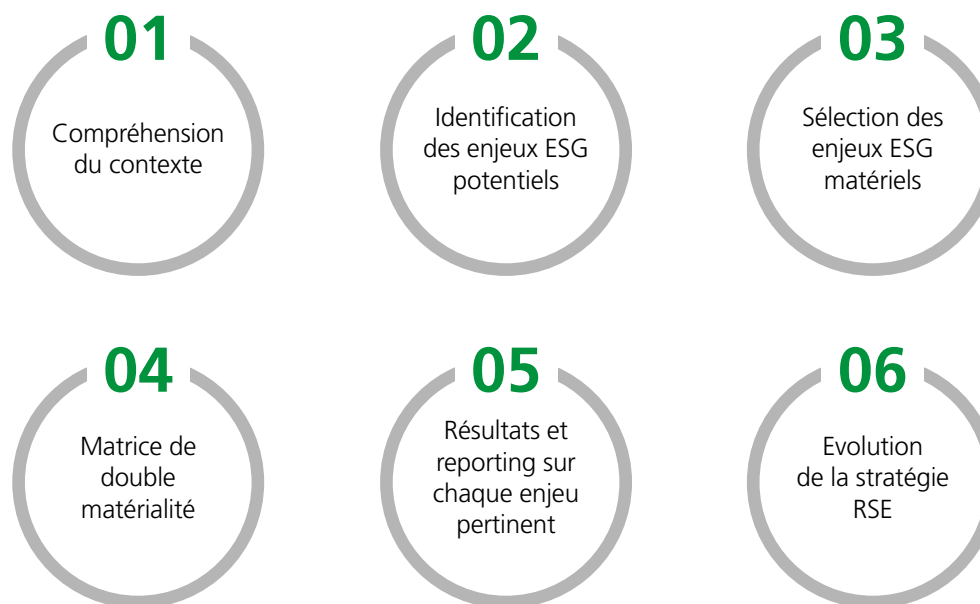 01
Compréhension
du contexte
02
Identification
des enjeux ESG
potentiels
03
Sélection des
enjeux ESG
matériels
04
Matrice de
double
matérialité
05
Résultats et
reporting sur
chaque enjeu
pertinent
06
Evolution
de la stratégie
RSE